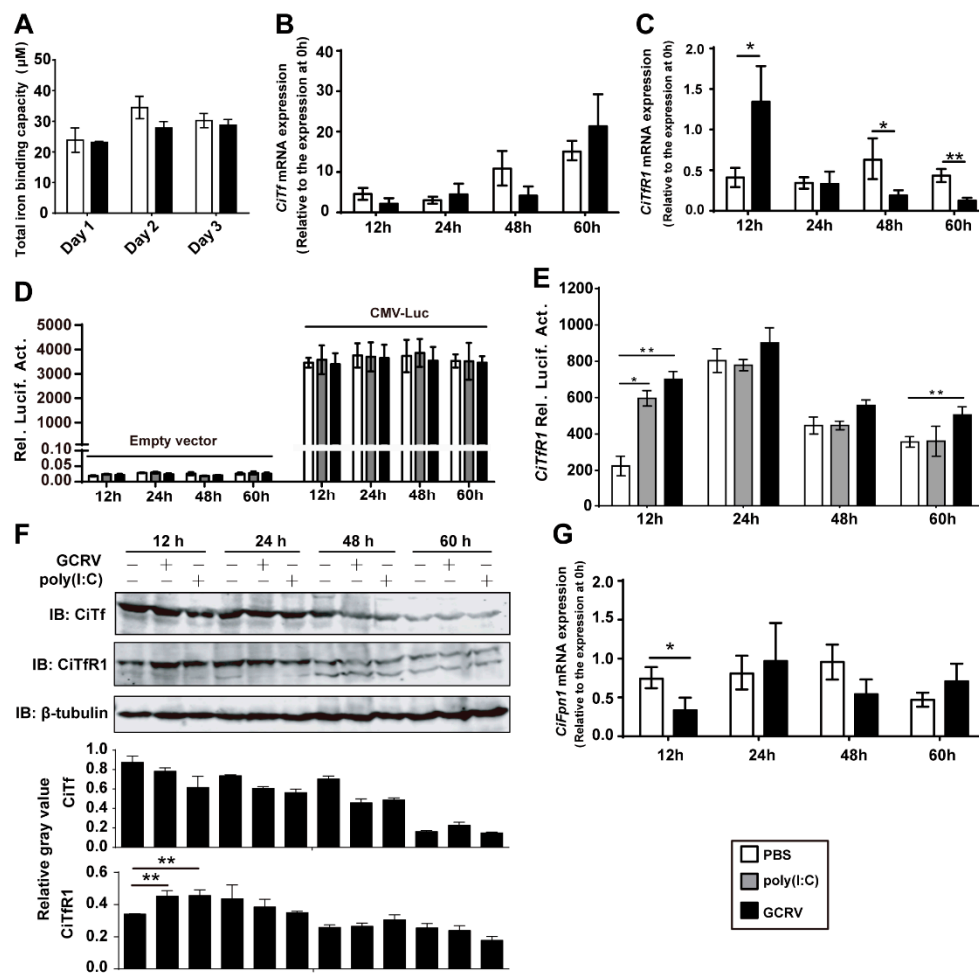 A
Total iron binding capacity (μM)
50
40
30
20
10
0
Day 1 Day 2 Day 3
B
CiTf mRNA expression
(Relative to the expression at 0h)
40
30
20
10
0
12h 24h 48h 60h
C
CiTfR1 mRNA expression
(Relative to the expression at 0h)
2.0
1.5
1.0
0.5
0.0
* * **
12h 24h 48h 60h
D
Rel. Lucif. Act.
5000
4000
3000
2000
1000
0.10
0.05
0.00
Empty vector
CMV-Luc
12h 24h 48h 60h 12h 24h 48h 60h
E
CiTfR1 Rel. Lucif. Act.
1200
1000
800
600
400
200
0
**
*
**
12h 24h 48h 60h
F
12 h 24 h 48 h 60 h
GCRV – + – – + – – + – – + –
poly(I:C) – – + – – + – – + – – +
IB: CiTf
IB: CiTfR1
IB: β-tubulin
Relative gray value
CiTf
1.0
0.8
0.6
0.4
0.2
0.0
CiTfR1
0.6
0.4
0.2
0.0
**
**
G
CiFpn1 mRNA expression
(Relative to the expression at 0h)
2.0
1.5
1.0
0.5
0.0
*
12h 24h 48h 60h
PBS
poly(I:C)
GCRV